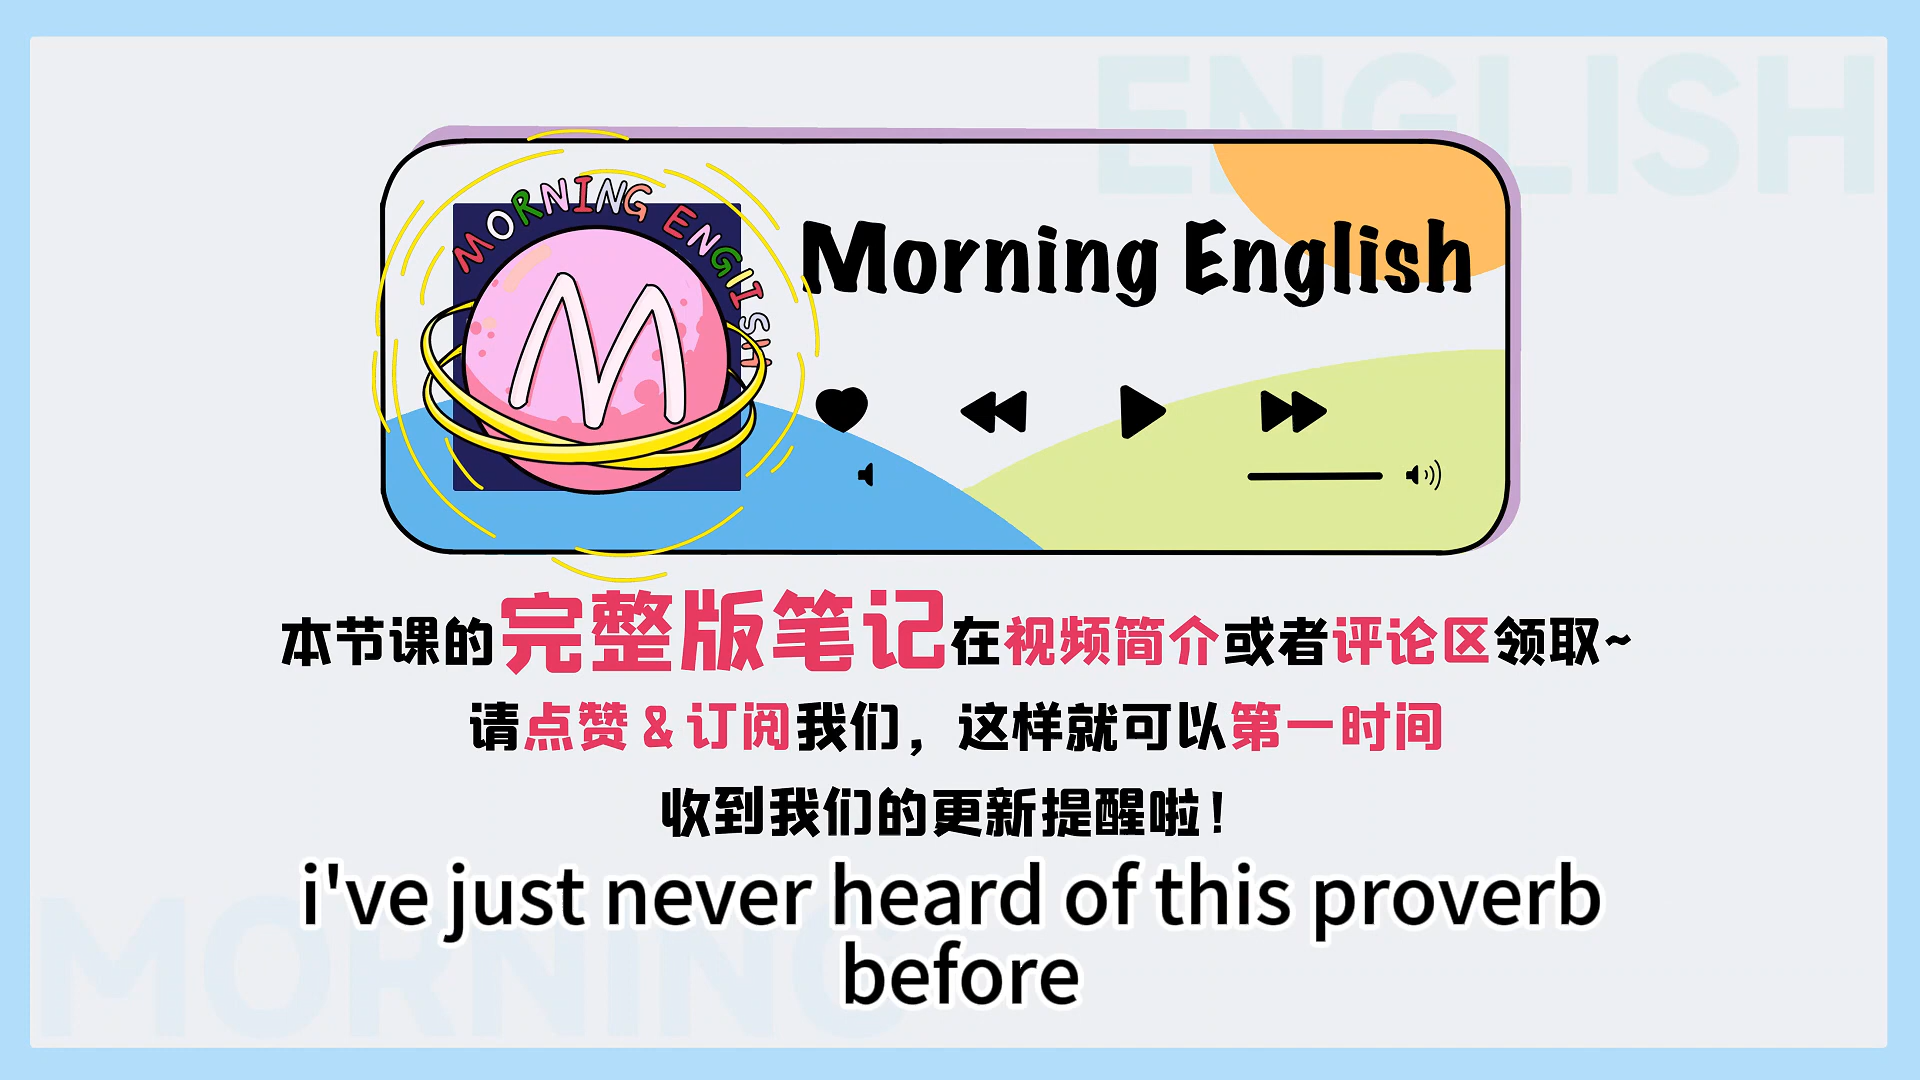 ENGLISH
MORNING ENGLISH
M
Morning English
本节课的完整版笔记在视频简介或者评论区领取~
请点赞&订阅我们，这样就可以第一时间
收到我们的更新提醒啦！
MORNING
i've just never heard of this proverb
before